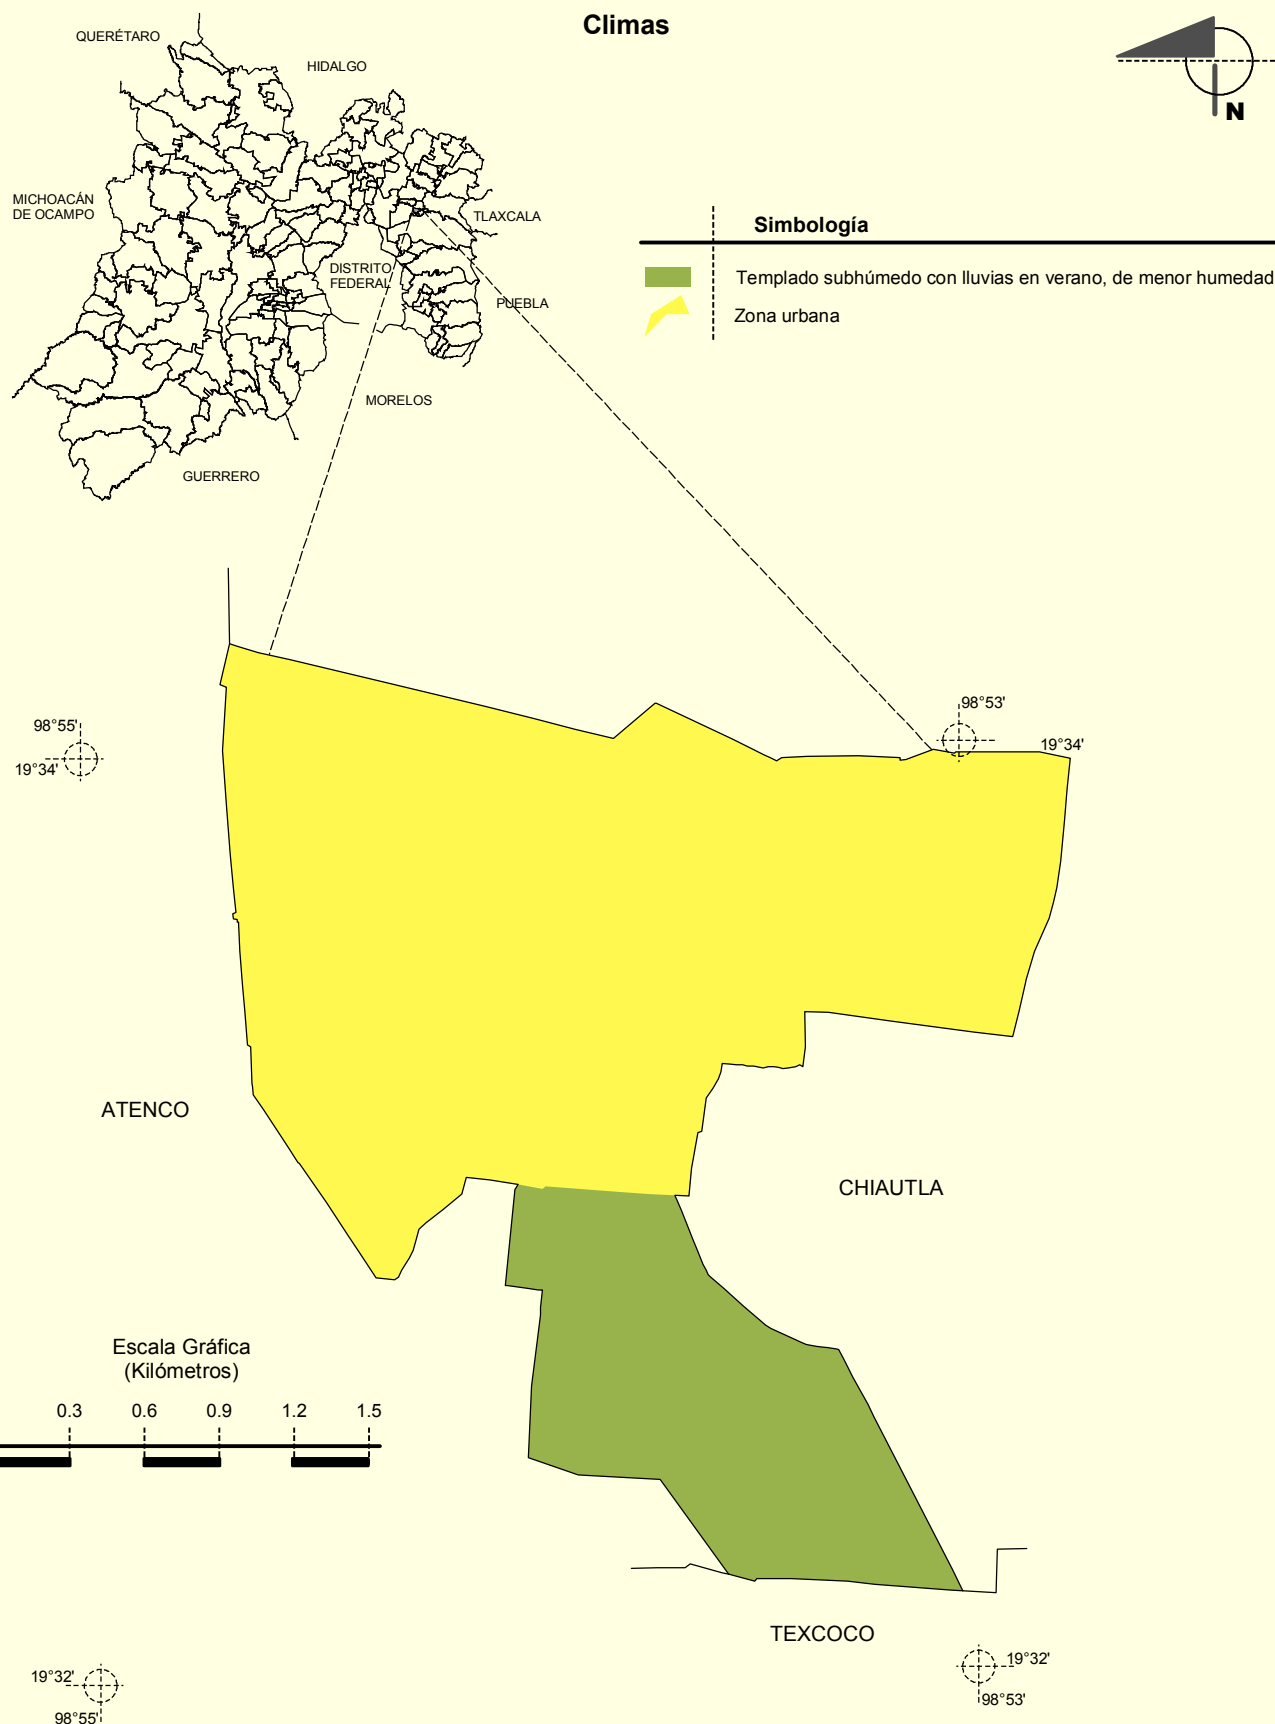 Climas
QUERÉTARO
HIDALGO
N
MICHOACÁN
DE OCAMPO
TLAXCALA
DISTRITO
FEDERAL
PUEBLA
MORELOS
GUERRERO
Simbología
Templado subhúmedo con lluvias en verano, de menor humedad
Zona urbana
98°55'
19°34'
98°53'
19°34'
ATENCO
CHIAUTLA
Escala Gráfica
(Kilómetros)
0.3 0.6 0.9 1.2 1.5
TEXCOCO
19°32'
98°55'
19°32'
98°53'